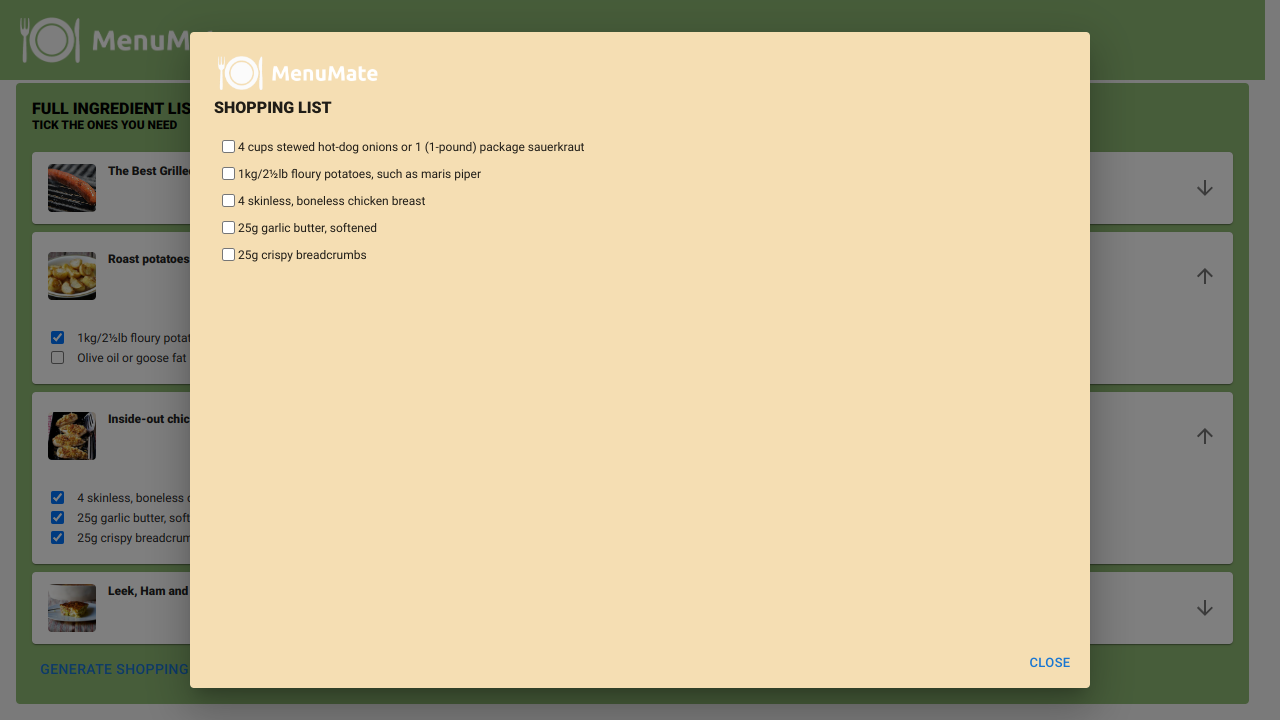 MenuM
MenuMate
SHOPPING LIST
4 cups stewed hot-dog onions or 1 (1-pound) package sauerkraut
1kg/2½lb floury potatoes, such as maris piper
4 skinless, boneless chicken breast
25g garlic butter, softened
25g crispy breadcrumbs
CLOSE
FULL INGREDIENT LIS
TICK THE ONES YOU NEED
The Best Grille
Roast potatoes
1kg/2½lb floury potat
Olive oil or goose fat
Inside-out chic
4 skinless, boneless
25g garlic butter, soft
25g crispy breadcrum
Leek, Ham and
GENERATE SHOPPING